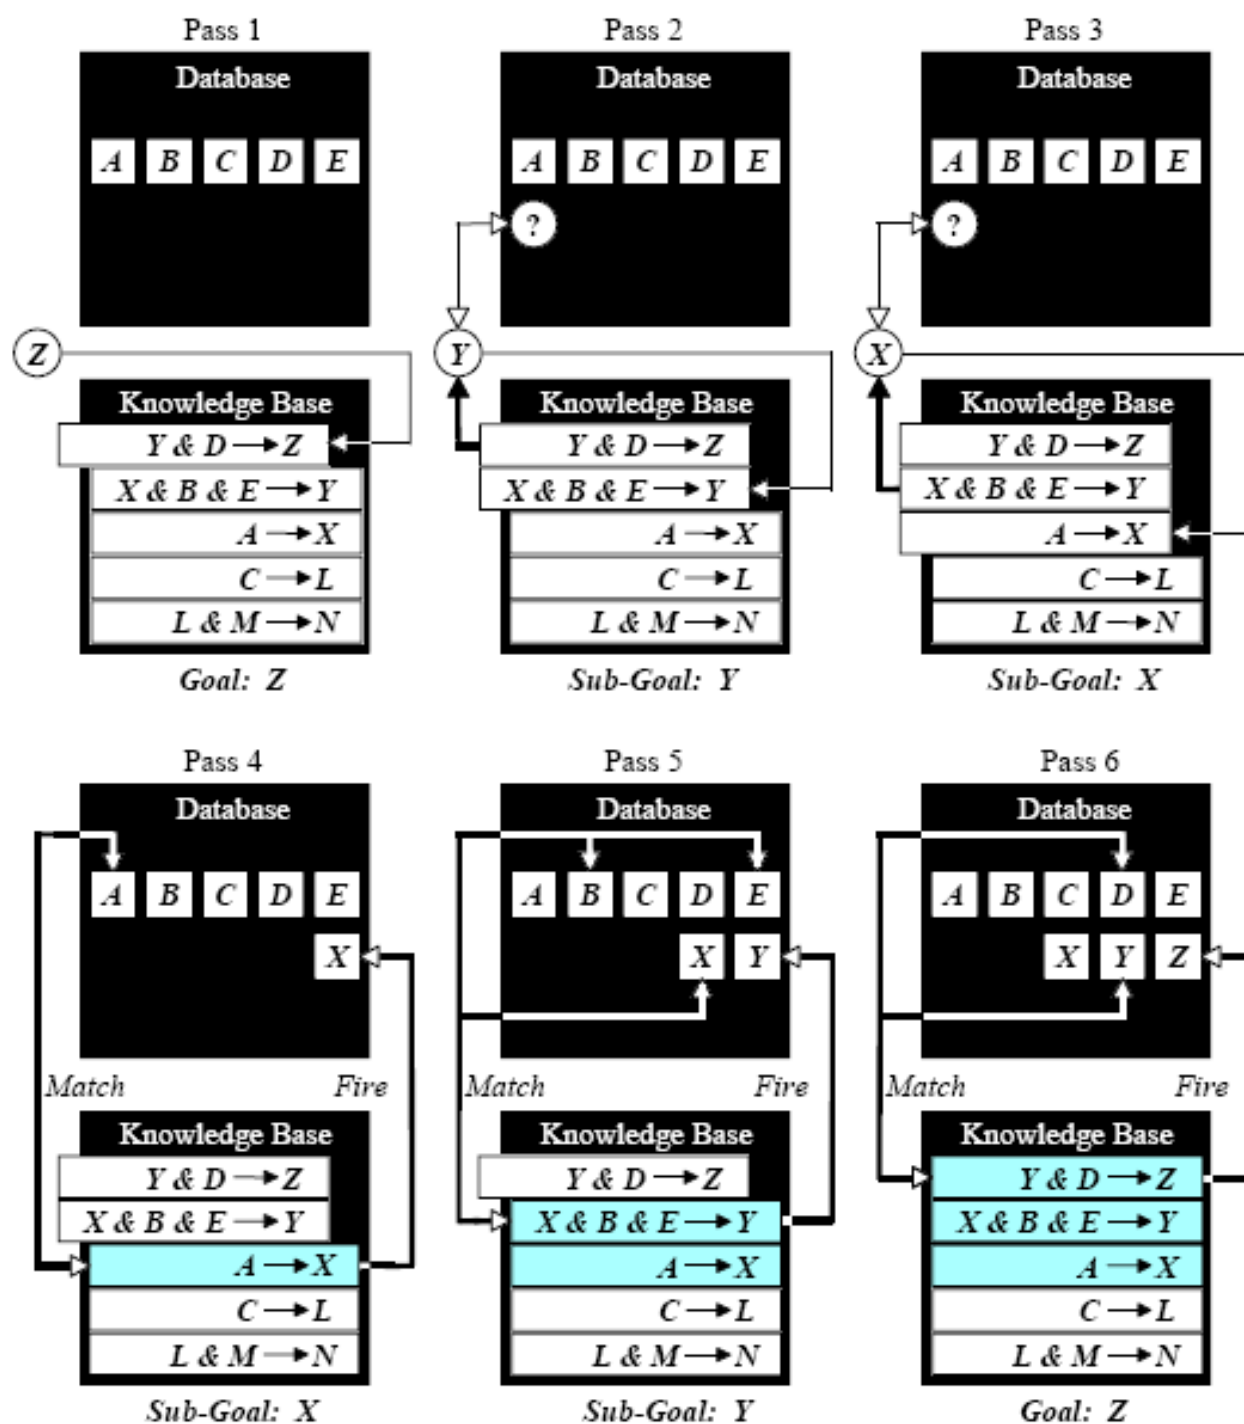 Pass 1
Database
A B C D E
Z
Knowledge Base
Y & D → Z
X & B & E → Y
A → X
C → L
L & M → N
Goal: Z
Pass 2
Database
A B C D E
?
Y
Knowledge Base
Y & D → Z
X & B & E → Y
A → X
C → L
L & M → N
Sub-Goal: Y
Pass 3
Database
A B C D E
?
X
Knowledge Base
Y & D → Z
X & B & E → Y
A → X
C → L
L & M → N
Sub-Goal: X
Pass 4
Database
A B C D E
X
Match Fire
Knowledge Base
Y & D → Z
X & B & E → Y
A → X
C → L
L & M → N
Sub-Goal: X
Pass 5
Database
A B C D E
X Y
Match Fire
Knowledge Base
Y & D → Z
X & B & E → Y
A → X
C → L
L & M → N
Sub-Goal: Y
Pass 6
Database
A B C D E
X Y Z
Match Fire
Knowledge Base
Y & D → Z
X & B & E → Y
A → X
C → L
L & M → N
Goal: Z